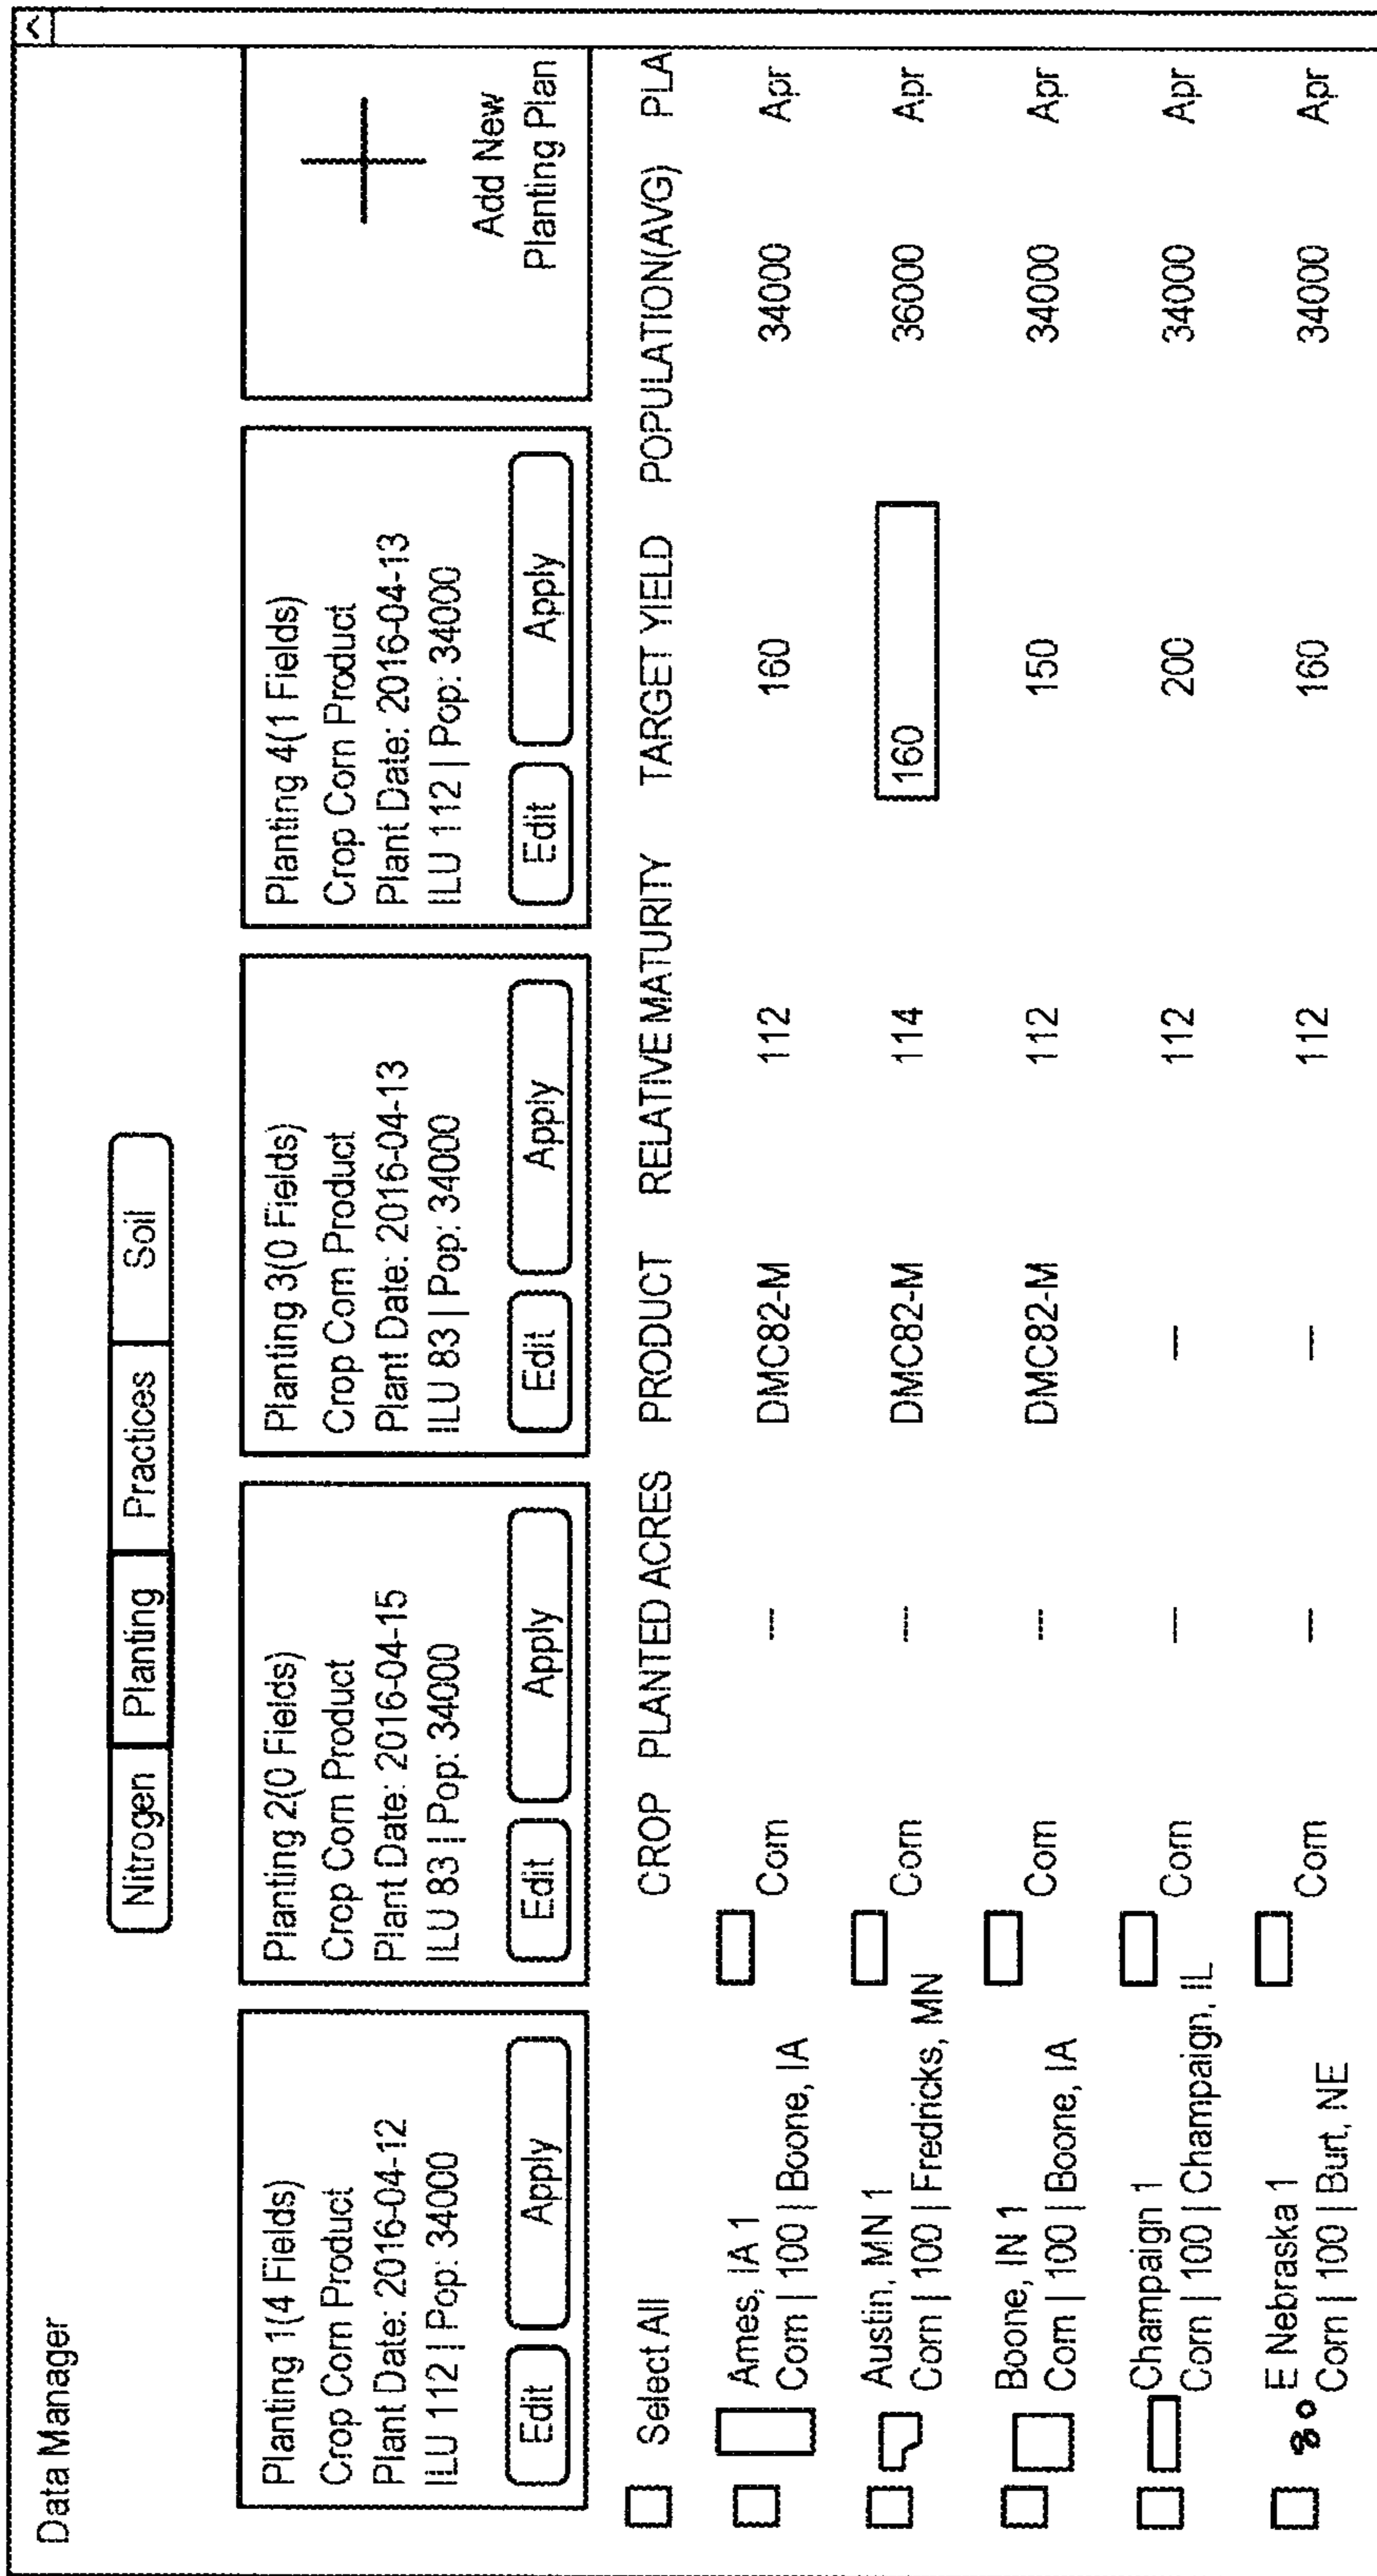 Data Manager
<
Nitrogen Planting Practices Soil
Planting 1(4 Fields)
Crop Corn Product
Plant Date: 2016-04-12
ILU 112 | Pop: 34000
Edit Apply
Planting 2(0 Fields)
Crop Corn Product
Plant Date: 2016-04-15
ILU 83 | Pop: 34000
Edit Apply
Planting 3(0 Fields)
Crop Corn Product
Plant Date: 2016-04-13
ILU 83 | Pop: 34000
Edit Apply
Planting 4(1 Fields)
Crop Corn Product
Plant Date: 2016-04-13
ILU 112 | Pop: 34000
Edit Apply
Add New
Planting Plan
Select All CROP PLANTED ACRES PRODUCT RELATIVE MATURITY TARGET YIELD POPULATION(AVG) PLA
Ames, IA 1
Corn | 100 | Boone, IA Corn --- DMC82-M 112 160 34000 Apr
Austin, MN 1
Corn | 100 | Fredricks, MN Corn --- DMC82-M 114 160 36000 Apr
Boone, IN 1
Corn | 100 | Boone, IA Corn --- DMC82-M 112 150 34000 Apr
Champaign 1
Corn | 100 | Champaign, IL Corn — — 112 200 34000 Apr
E Nebraska 1
Corn | 100 | Burt, NE Corn — — 112 160 34000 Apr